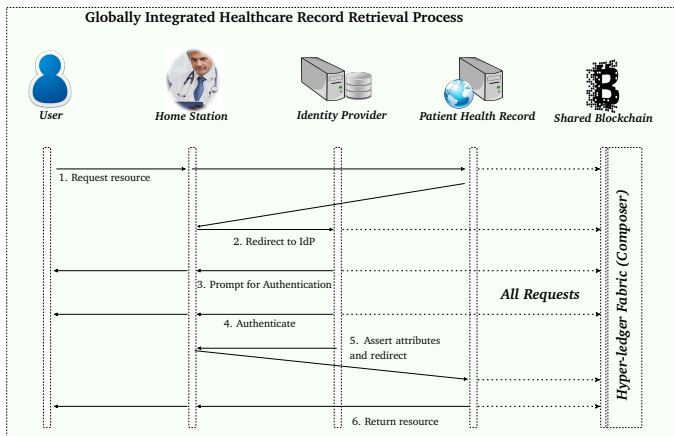 Globally Integrated Healthcare Record Retrieval Process
User
Home Station
Identity Provider
Patient Health Record
Shared Blockchain
1. Request resource
2. Redirect to IdP
3. Prompt for Authentication
4. Authenticate
5. Assert attributes
and redirect
6. Return resource
All Requests
Hyper-ledger Fabric (Composer)